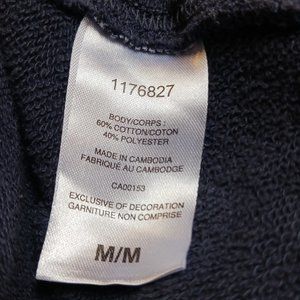 1176827
BODY/CORPS :
60% COTTON/COTON
40% POLYESTER
MADE IN CAMBODIA
FABRIQUÉ AU CAMBODGE
CA00153
EXCLUSIVE OF DECORATION
GARNITURE NON COMPRISE
M/M